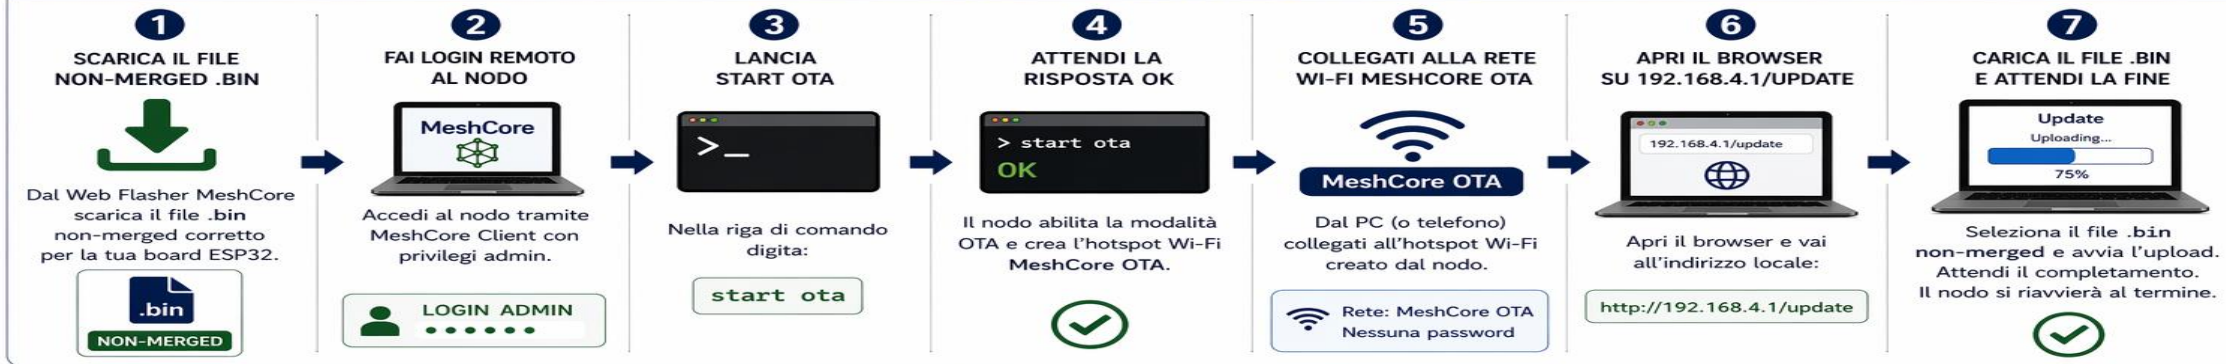 1
SCARICA IL FILE
NON-MERGED .BIN
Dal Web Flasher MeshCore
scarica il file .bin
non-merged corretto
per la tua board ESP32.
.bin
NON-MERGED
2
FAI LOGIN REMOTO
AL NODO
MeshCore
Accedi al nodo tramite
MeshCore Client con
privilegi admin.
LOGIN ADMIN
3
LANCIA
START OTA
>_
Nella riga di comando
digita:
start ota
4
ATTENDI LA
RISPOSTA OK
> start ota
OK
Il nodo abilita la modalità
OTA e crea l'hotspot Wi-Fi
MeshCore OTA.
5
COLLEGATI ALLA RETE
WI-FI MESHCORE OTA
MeshCore OTA
Dal PC (o telefono)
collegati all'hotspot Wi-Fi
creato dal nodo.
Rete: MeshCore OTA
Nessuna password
6
APRI IL BROWSER
SU 192.168.4.1/UPDATE
192.168.4.1/update
Apri il browser e vai
all'indirizzo locale:
http://192.168.4.1/update
7
CARICA IL FILE .BIN
E ATTENDI LA FINE
Update
Uploading...
75%
Seleziona il file .bin
non-merged e avvia l'upload.
Attendi il completamento.
Il nodo si riavvierà al termine.